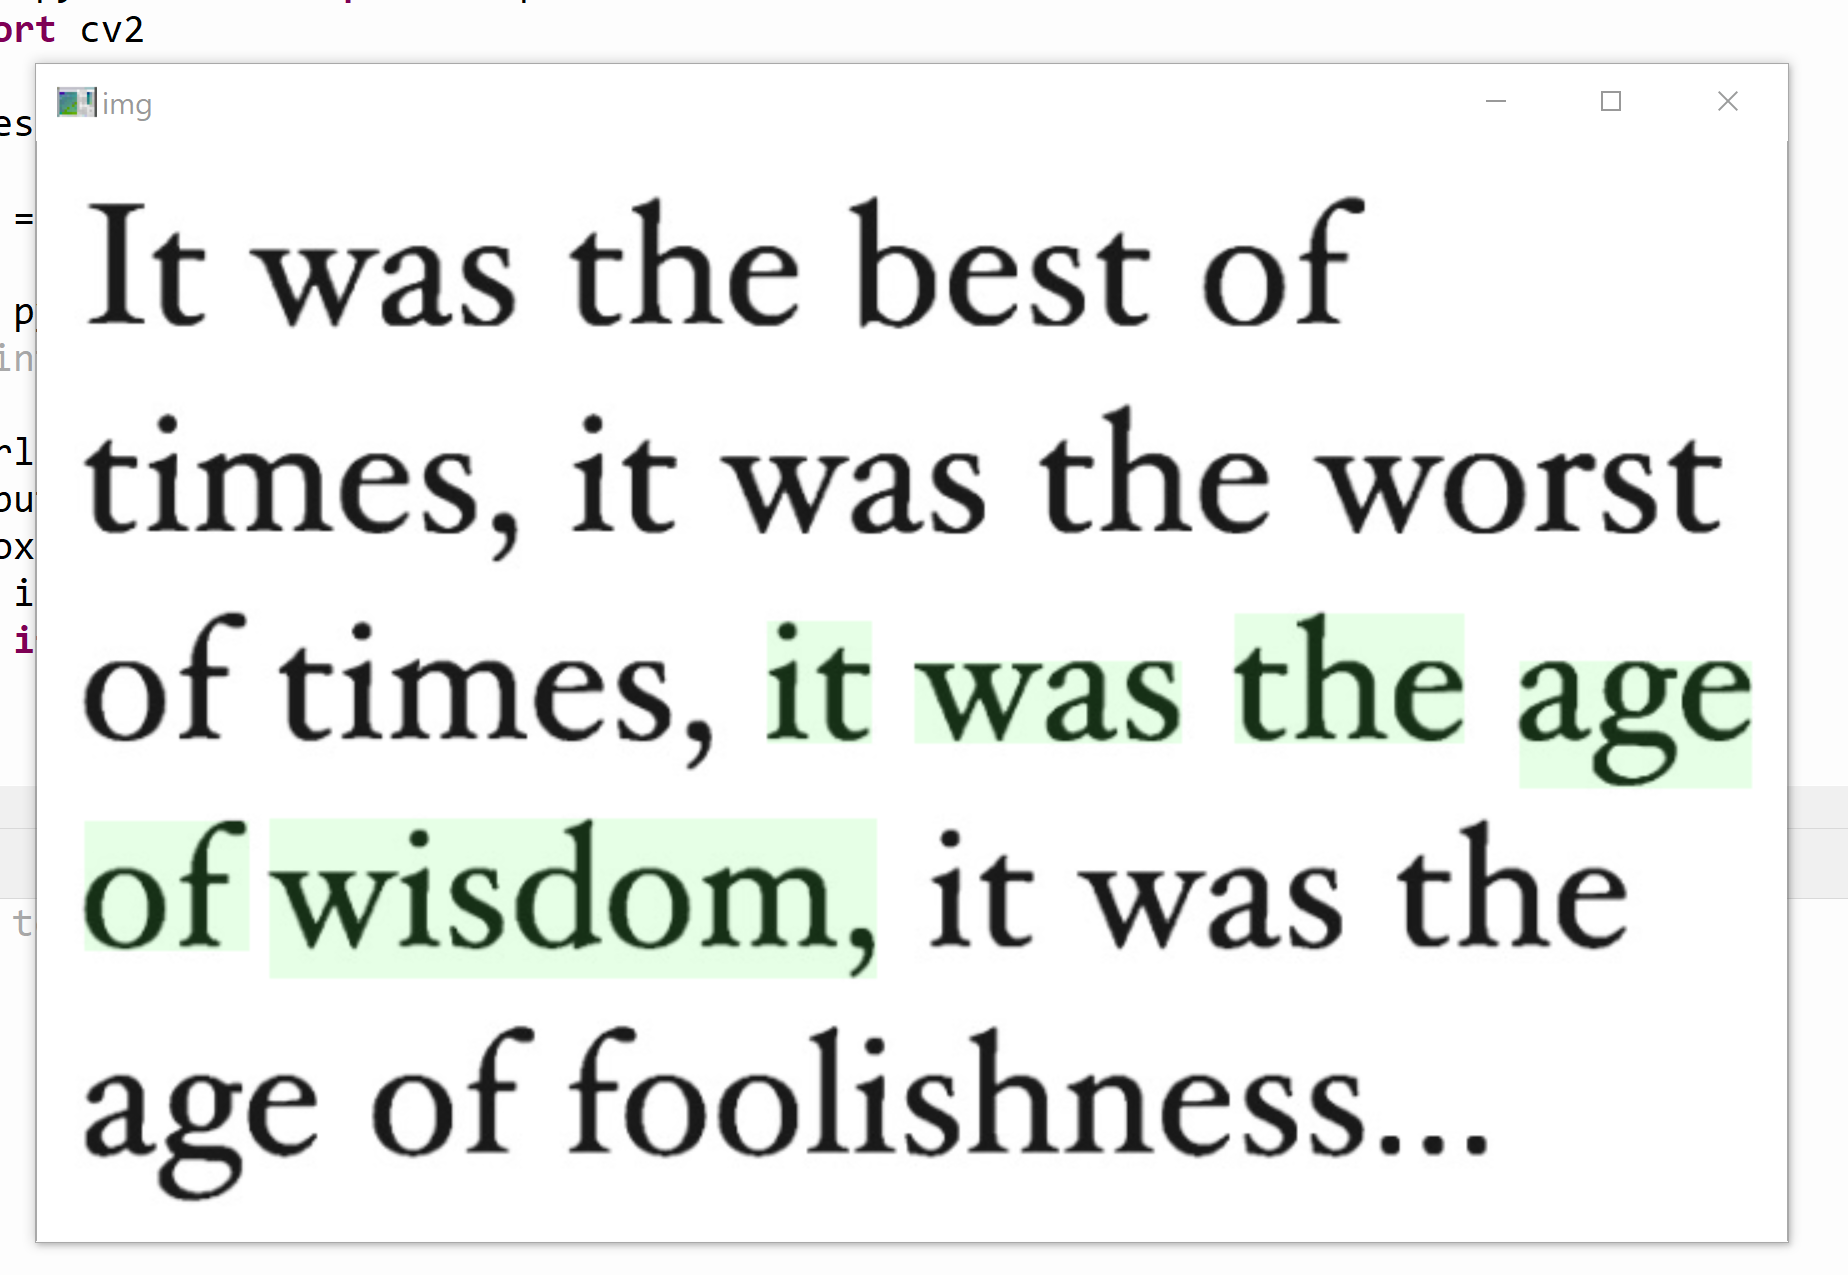 ort cv2
img
es
=
p
in
It was the best of
times, it was the worst
of times, it was the age
of wisdom, it was the
age of foolishness...
rl
ou
ox
i
i
t